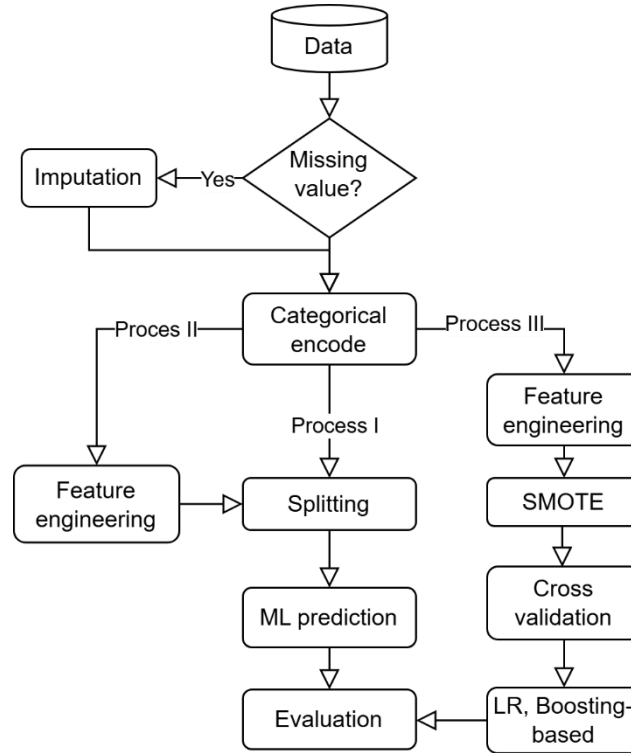 Data
Missing
value?
Yes
Imputation
Categorical
encode
Proces II
Process III
Process I
Feature
engineering
Feature
engineering
Splitting
SMOTE
ML prediction
Cross
validation
Evaluation
LR, Boosting-
based